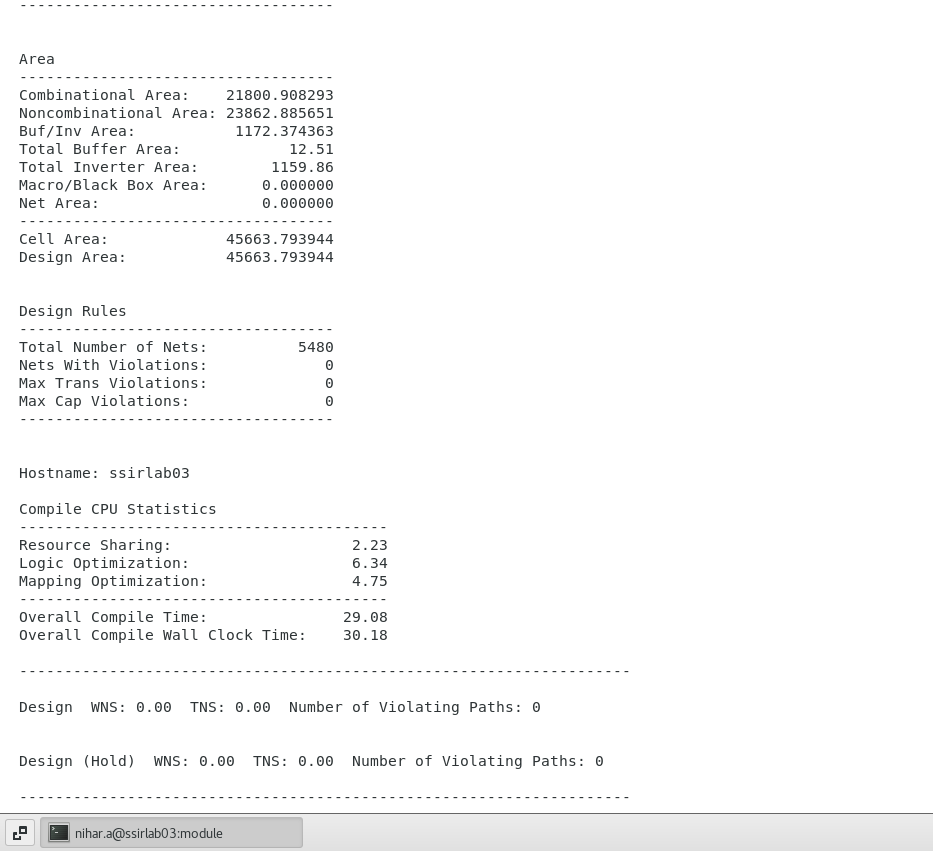 -----------------------------------
Area
-----------------------------------
Combinational Area:    21800.908293
Noncombinational Area: 23862.885651
Buf/Inv Area:           1172.374363
Total Buffer Area:            12.51
Total Inverter Area:        1159.86
Macro/Black Box Area:      0.000000
Net Area:                  0.000000
-----------------------------------
Cell Area:             45663.793944
Design Area:           45663.793944
Design Rules
-----------------------------------
Total Number of Nets:          5480
Nets With Violations:             0
Max Trans Violations:             0
Max Cap Violations:               0
-----------------------------------
Hostname: ssirlab03
Compile CPU Statistics
-----------------------------------------
Resource Sharing:                    2.23
Logic Optimization:                  6.34
Mapping Optimization:                4.75
-----------------------------------------
Overall Compile Time:               29.08
Overall Compile Wall Clock Time:    30.18
--------------------------------------------------------------------
Design  WNS: 0.00  TNS: 0.00  Number of Violating Paths: 0
Design (Hold)  WNS: 0.00  TNS: 0.00  Number of Violating Paths: 0
--------------------------------------------------------------------
nihar.a@ssirlab03:module